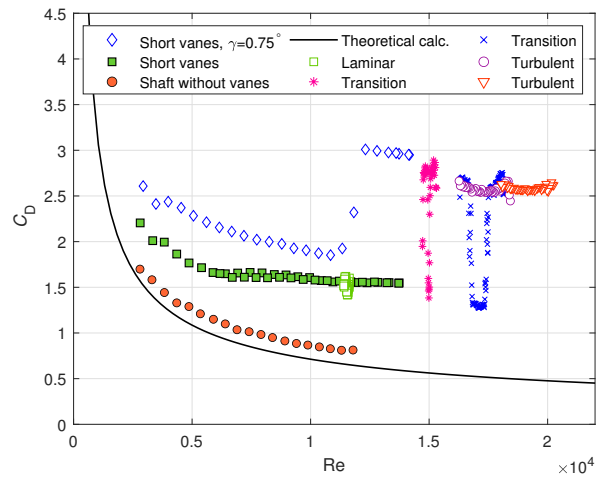 4.5
4
3.5
3
2.5
2
1.5
1
0.5
0
C_D
Short vanes, γ=0.75°
Short vanes
Shaft without vanes
Theoretical calc.
Laminar
Transition
Transition
Turbulent
Turbulent
0 0.5 1 1.5 2
Re
×10^4